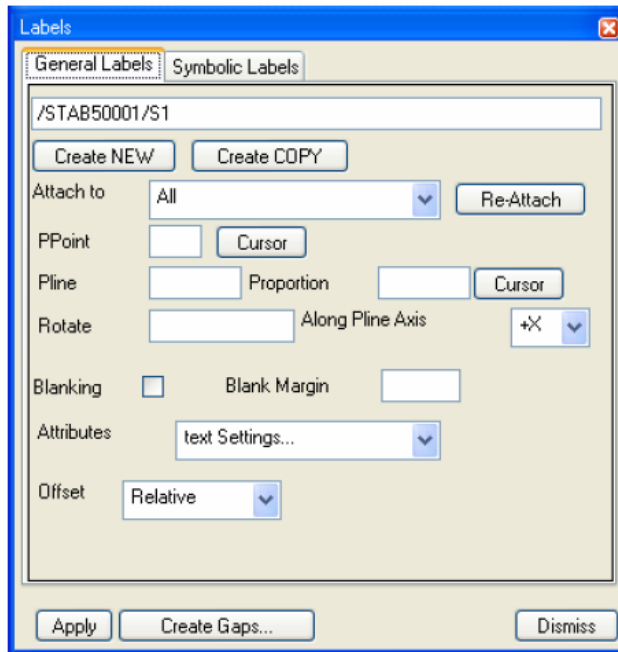 Labels
General Labels Symbolic Labels
/STAB50001/S1
Create NEW Create COPY
Attach to All Re-Attach
PPoint Cursor
Pline Proportion Cursor
Rotate Along Pline Axis +X
Blanking Blank Margin
Attributes text Settings...
Offset Relative
Apply Create Gaps... Dismiss